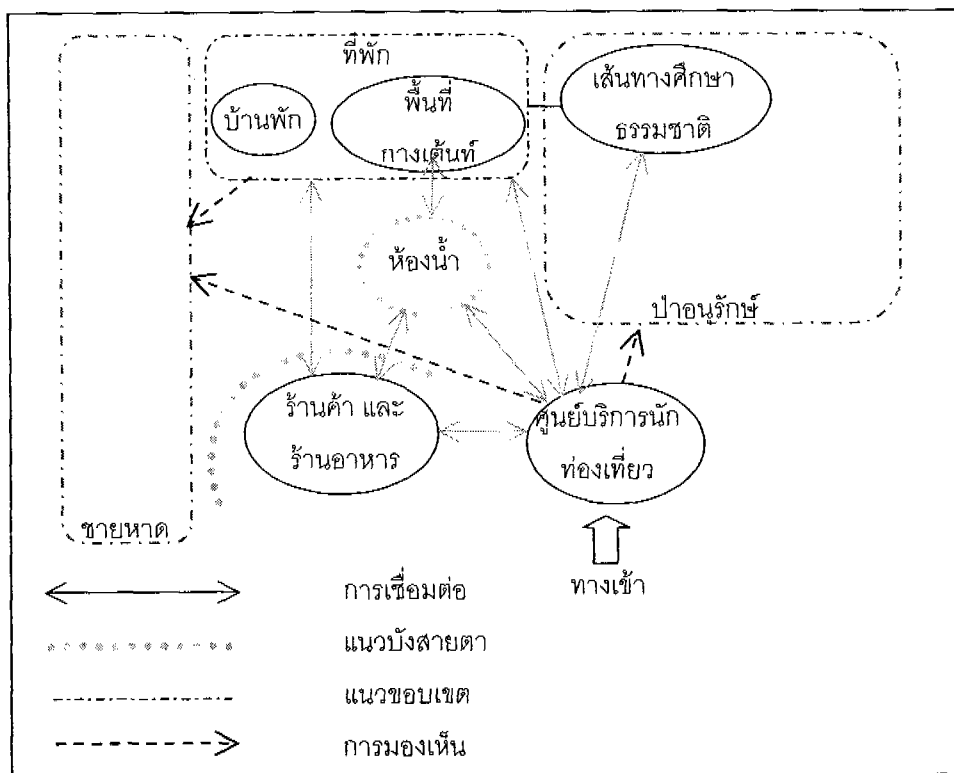 ที่พัก
บ้านพัก
พื้นที่
กางเต้นท์
เส้นทางศึกษา
ธรรมชาติ
ห้องน้ำ
ป่าอนุรักษ์
ร้านค้า และ
ร้านอาหาร
ศูนย์บริการนัก
ท่องเที่ยว
ชายหาด
ทางเข้า
การเชื่อมต่อ
แนวบังสายตา
แนวขอบเขต
การมองเห็น